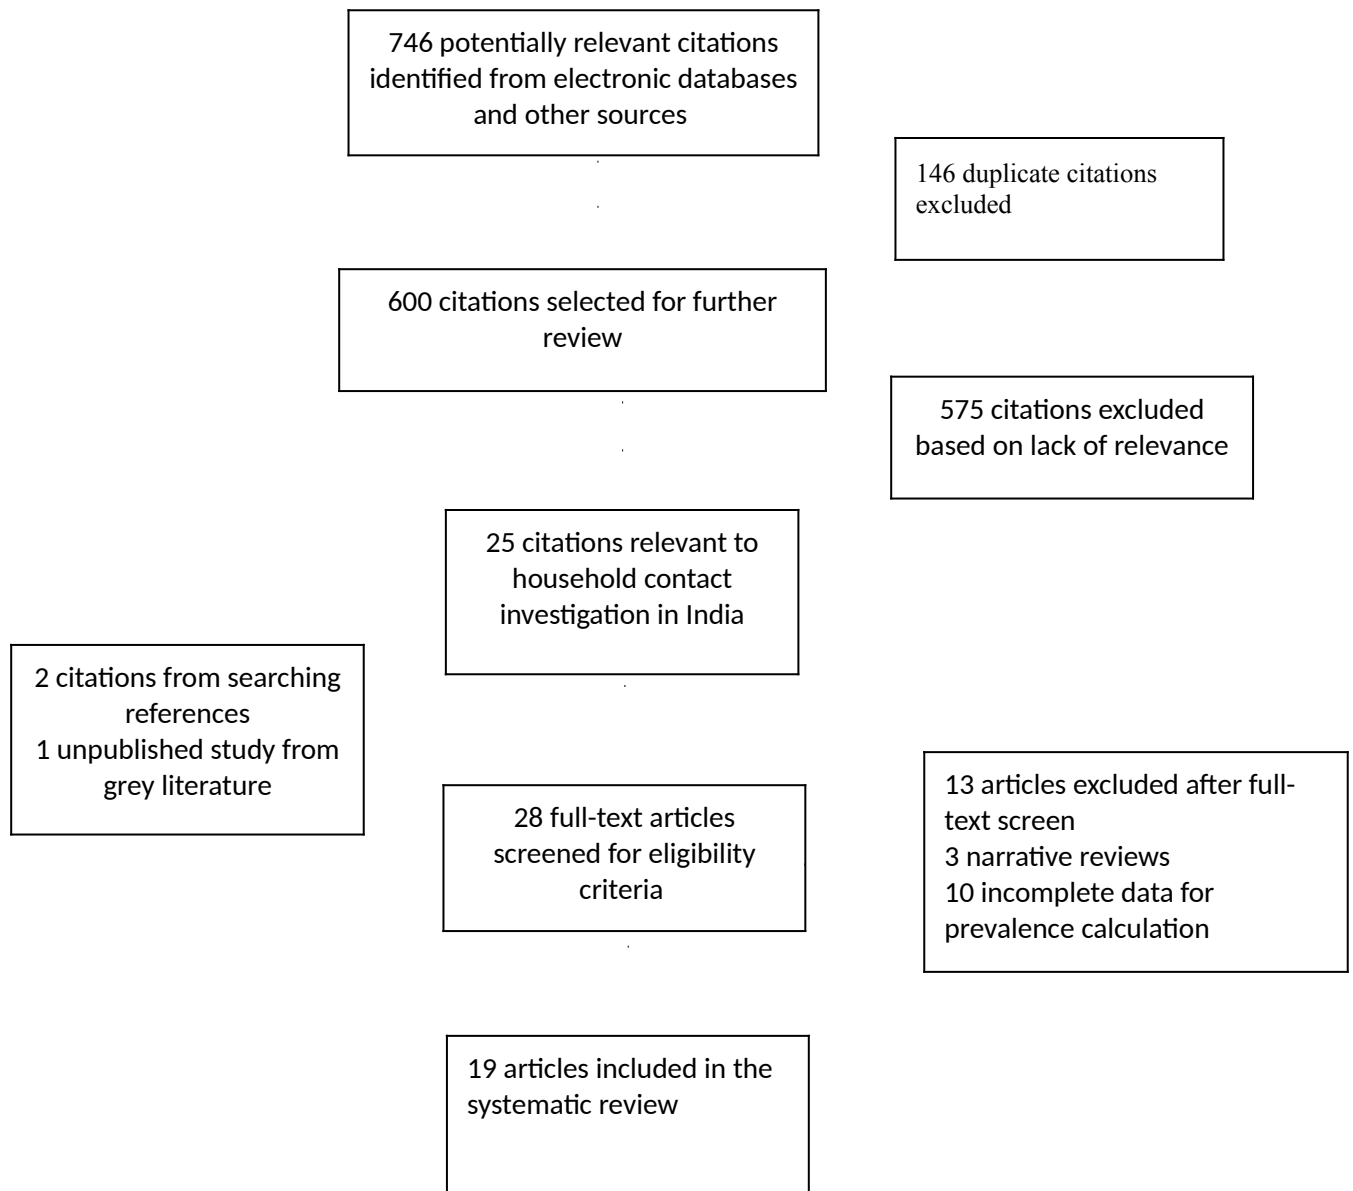 746 potentially relevant citations
identified from electronic databases
and other sources
146 duplicate citations
excluded
600 citations selected for further
review
575 citations excluded
based on lack of relevance
25 citations relevant to
household contact
investigation in India
2 citations from searching
references
1 unpublished study from
grey literature
28 full-text articles
screened for eligibility
criteria
13 articles excluded after full-
text screen
3 narrative reviews
10 incomplete data for
prevalence calculation
19 articles included in the
systematic review